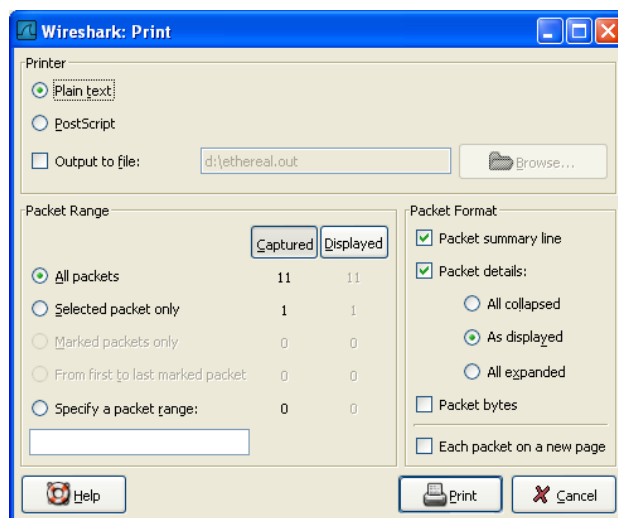 Wireshark: Print
Printer
Plain text
PostScript
Output to file: d:\ethereal.out Browse...
Packet Range
Captured Displayed
All packets 11 11
Selected packet only 1 1
Marked packets only 0 0
From first to last marked packet 0 0
Specify a packet range: 0 0
Packet Format
Packet summary line
Packet details:
All collapsed
As displayed
All expanded
Packet bytes
Each packet on a new page
Help Print Cancel